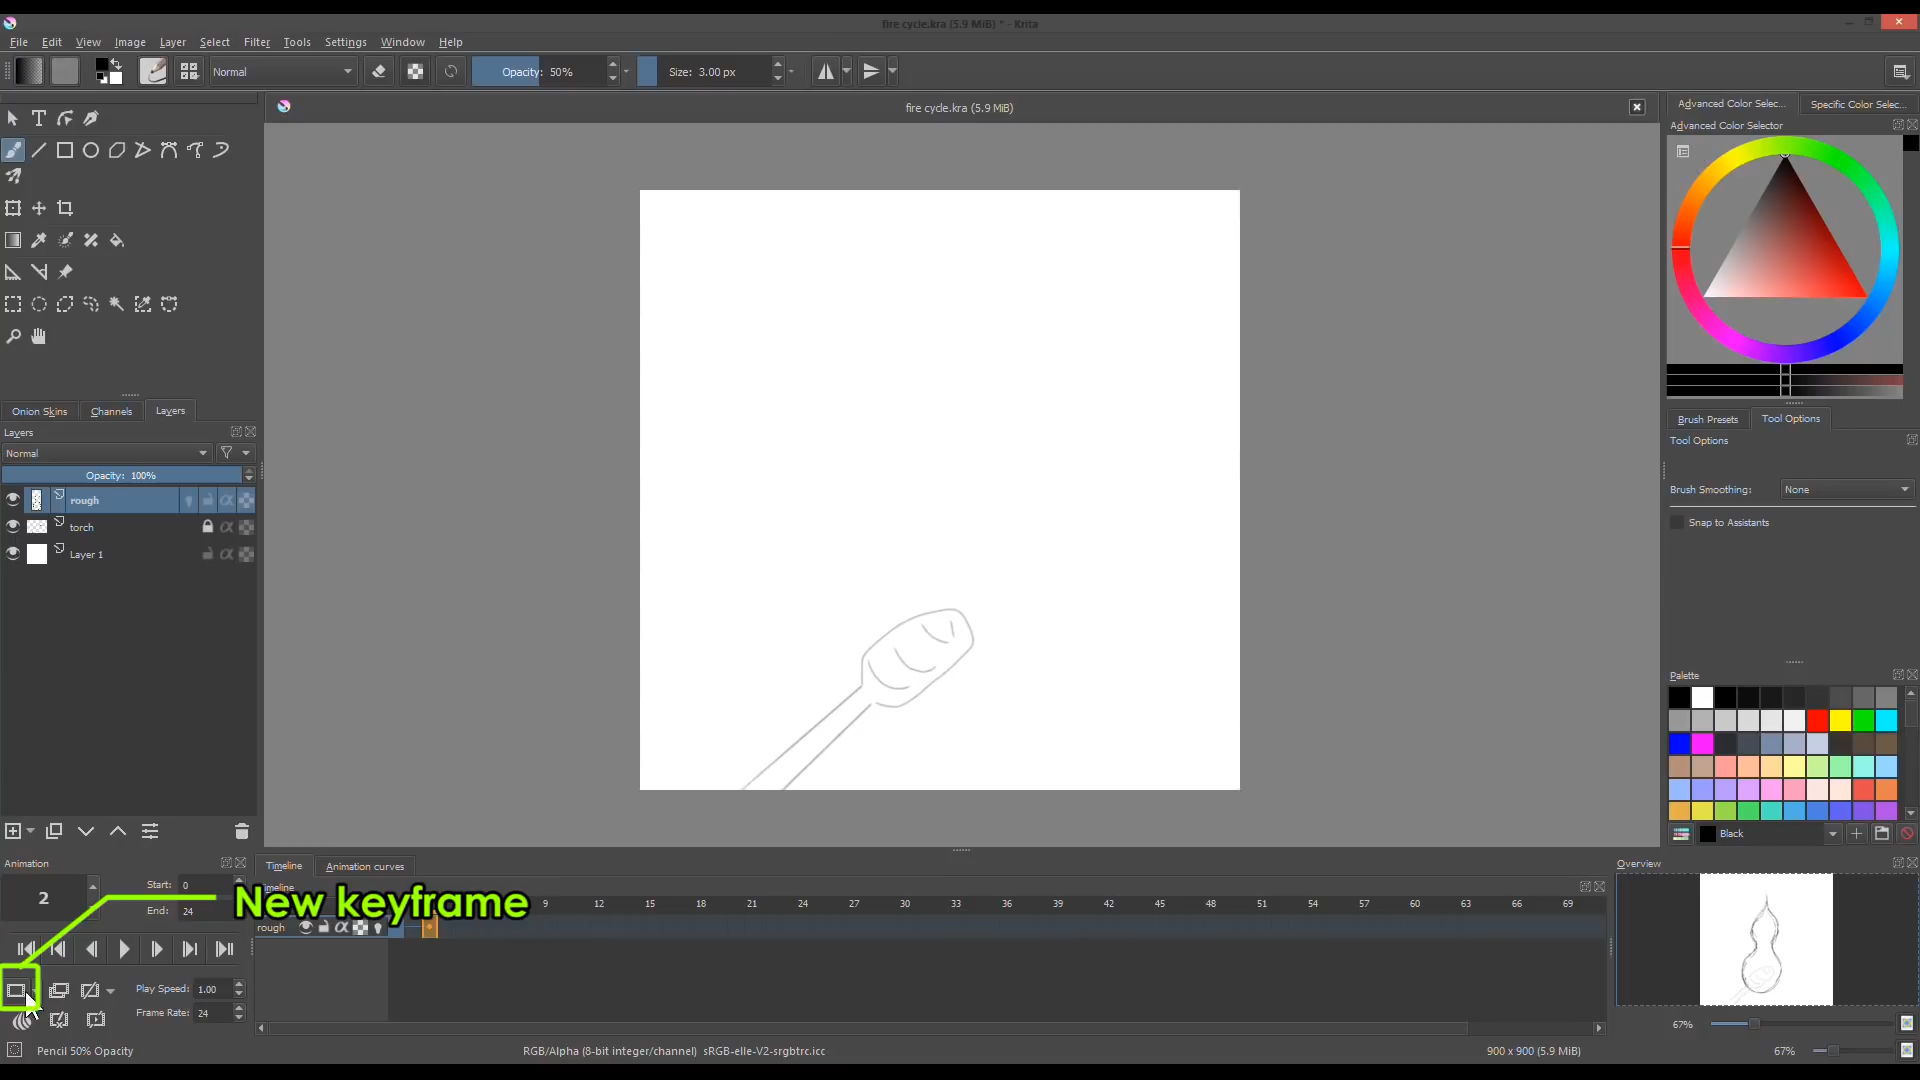 fire cycle.kra (5.9 MiB) * - Krita
File Edit View Image Layer Select Filter Tools Settings Window Help
Normal Opacity: 50% Size: 3.00 px
fire cycle.kra (5.9 MiB)
Advanced Color Selec... Specific Color Selec...
Advanced Color Selector
Onion Skins Channels Layers
Layers
Normal
Opacity: 100%
rough
torch
Layer 1
Brush Presets Tool Options
Tool Options
Brush Smoothing: None
Snap to Assistants
Palette
Black
Animation
2
Start: 0
End: 24
Play Speed: 1.00
Frame Rate: 24
New keyframe
Timeline Animation curves
9 12 15 18 21 24 27 30 33 36 39 42 45 48 51 54 57 60 63 66 69
rough
Overview
67%
Pencil 50% Opacity
RGB/Alpha (8-bit integer/channel) sRGB-elle-V2-srgbtrc.icc
900 x 900 (5.9 MiB)
67%